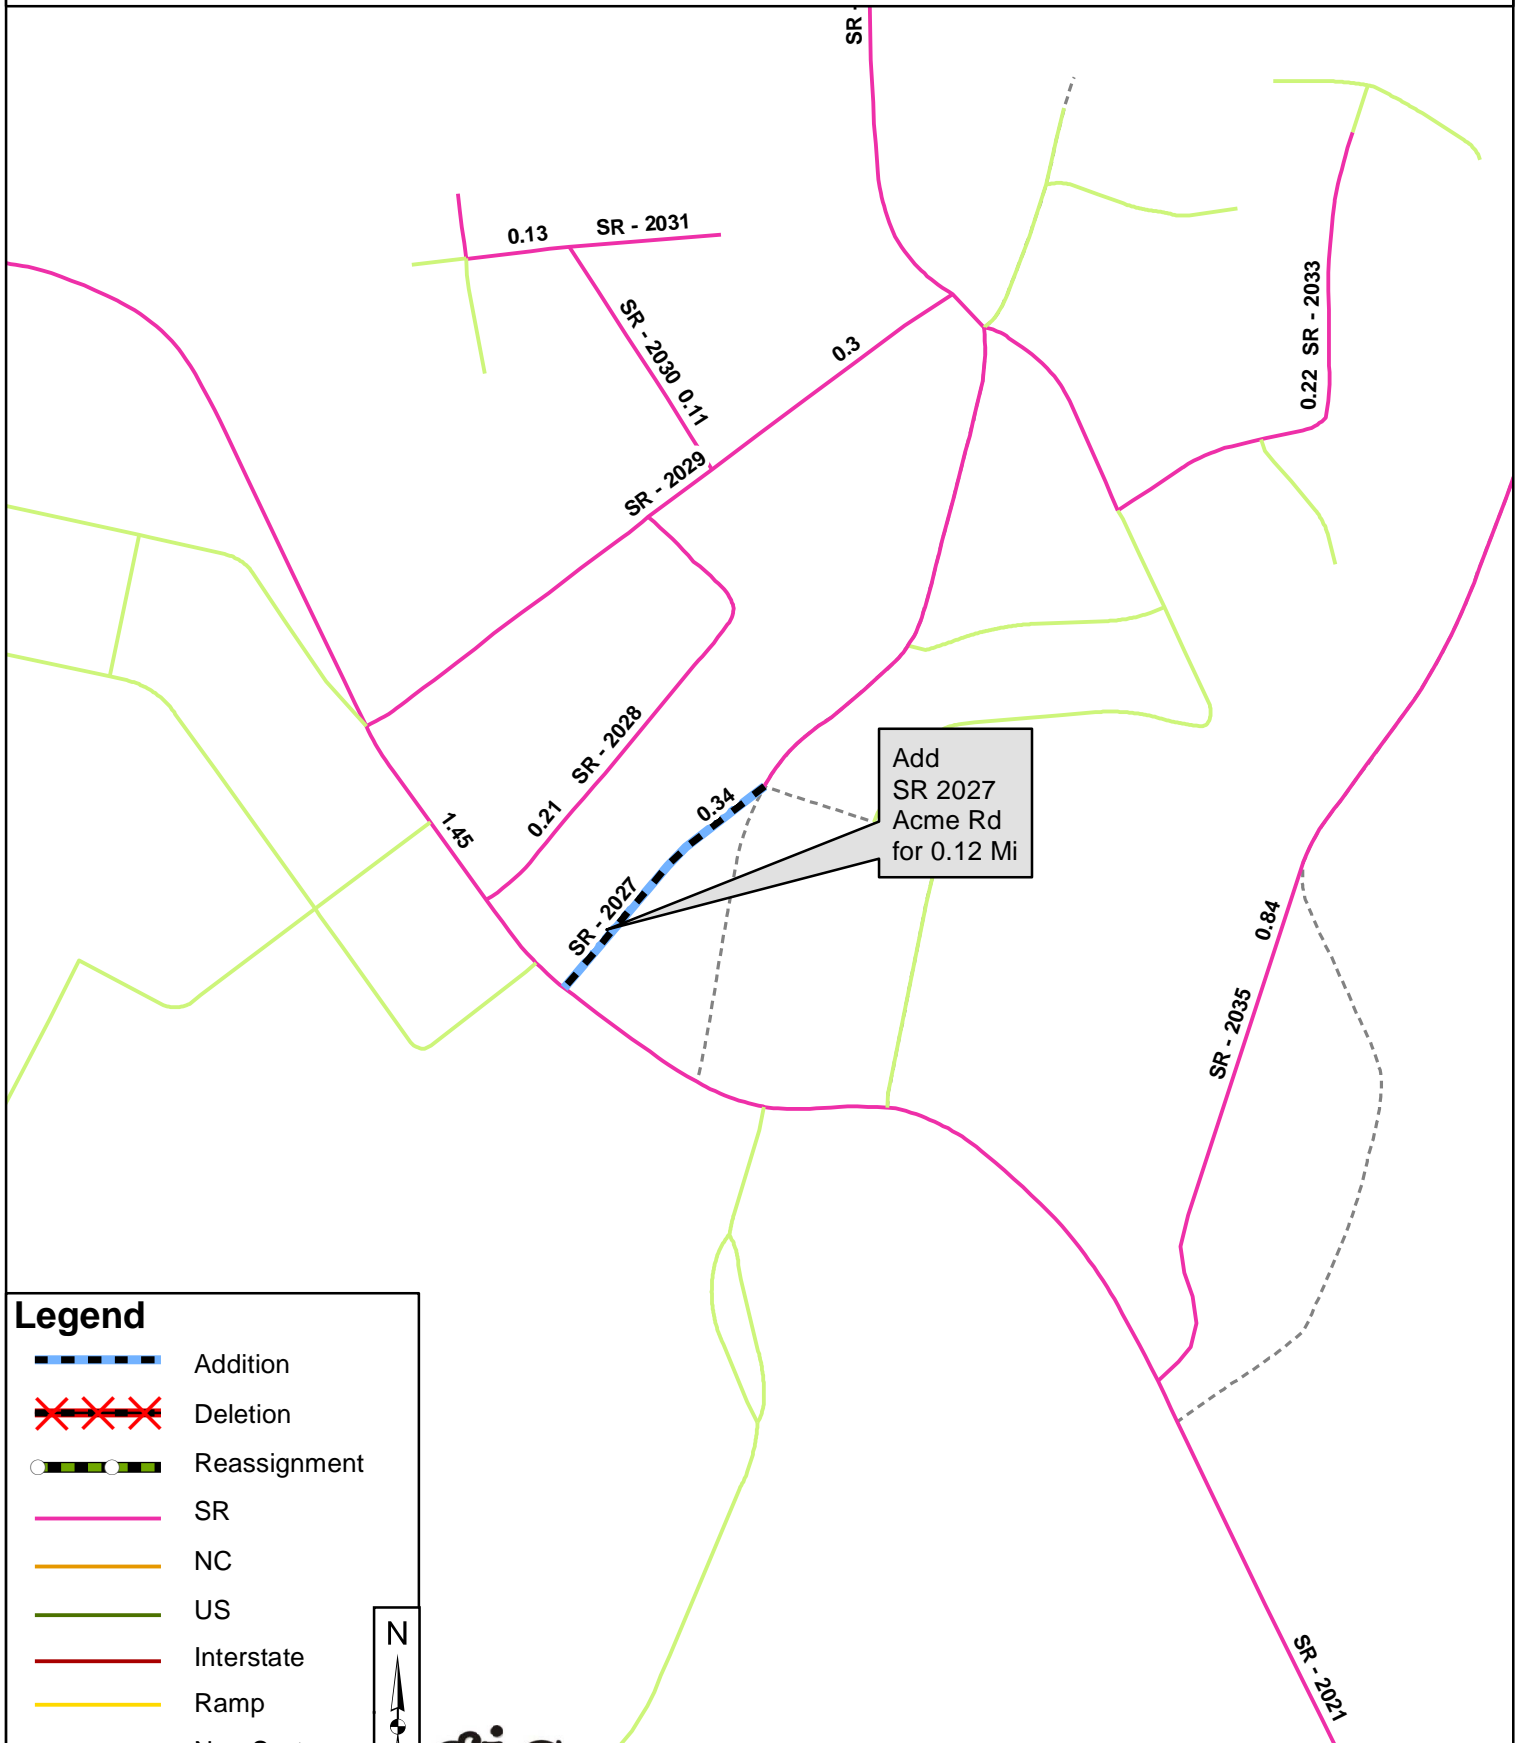 SR -
0.13
SR - 2031
SR - 2030 0.11
0.3
0.22 SR - 2033
SR - 2029
SR - 2028
0.21
1.45
0.34
SR - 2027
Add
SR 2027
Acme Rd
for 0.12 Mi
0.84
SR - 2035
SR - 2021
Legend
Addition
Deletion
Reassignment
SR
NC
US
Interstate
Ramp
N